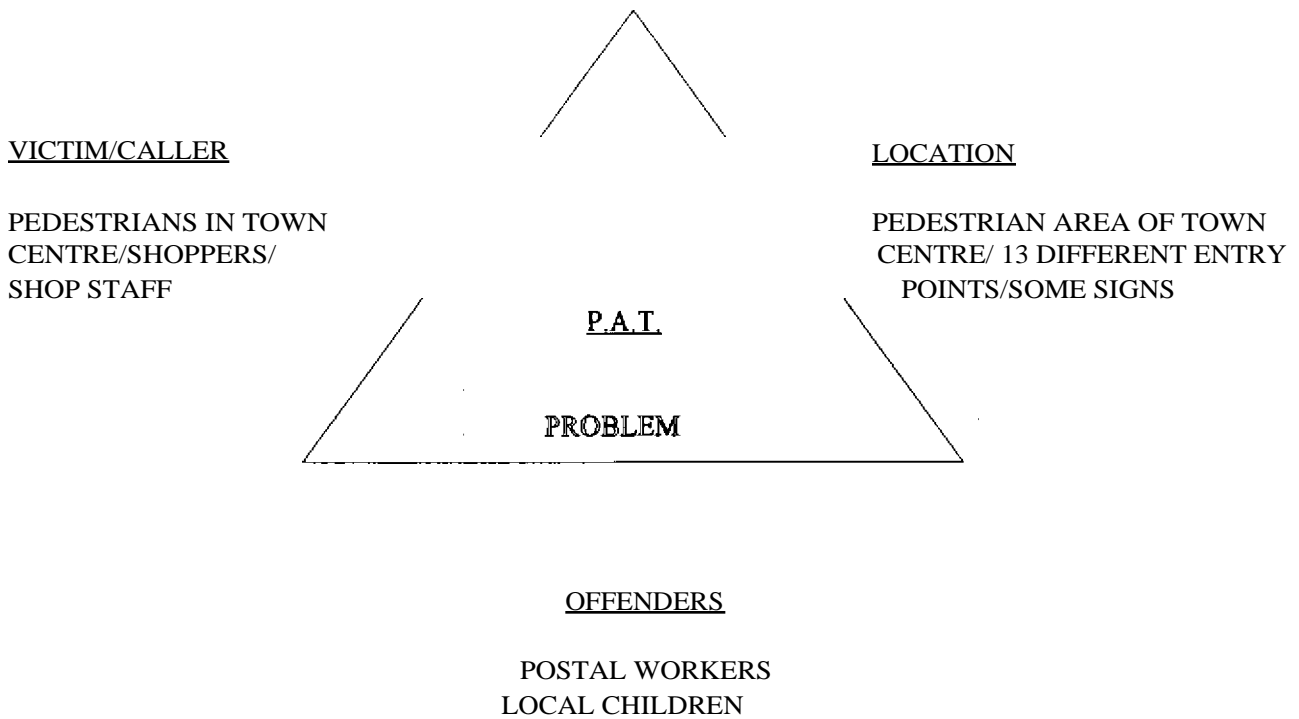 VICTIM/CALLER
PEDESTRIANS IN TOWN
CENTRE/SHOPPERS/
SHOP STAFF
LOCATION
PEDESTRIAN AREA OF TOWN
CENTRE/ 13 DIFFERENT ENTRY
POINTS/SOME SIGNS
P.A.T.
PROBLEM
OFFENDERS
POSTAL WORKERS
LOCAL CHILDREN